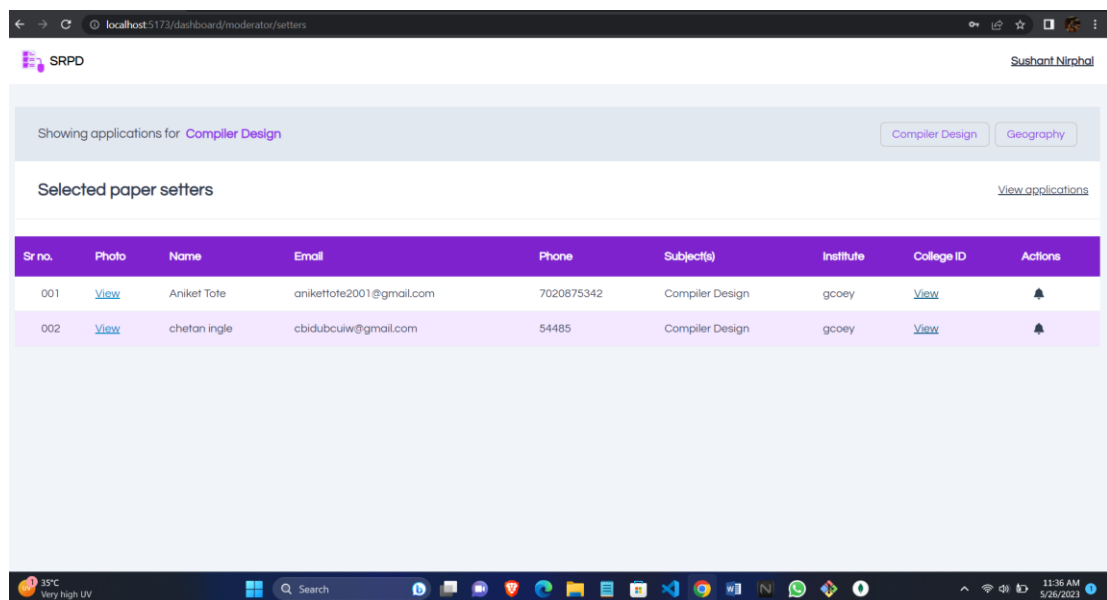 localhost:5173/dashboard/moderator/setters
SRPD
Sushant Nirphal
Showing applications for Compiler Design
Compiler Design
Geography
Selected paper setters
View applications
Sr no. Photo Name Email Phone Subject(s) Institute College ID Actions
001 View Aniket Tote anikettote2001@gmail.com 7020875342 Compiler Design gcoey View
002 View chetan ingle cbidubcuiw@gmail.com 54485 Compiler Design gcoey View
1 35°C
Very high UV
Search
11:36 AM
5/26/2023
1